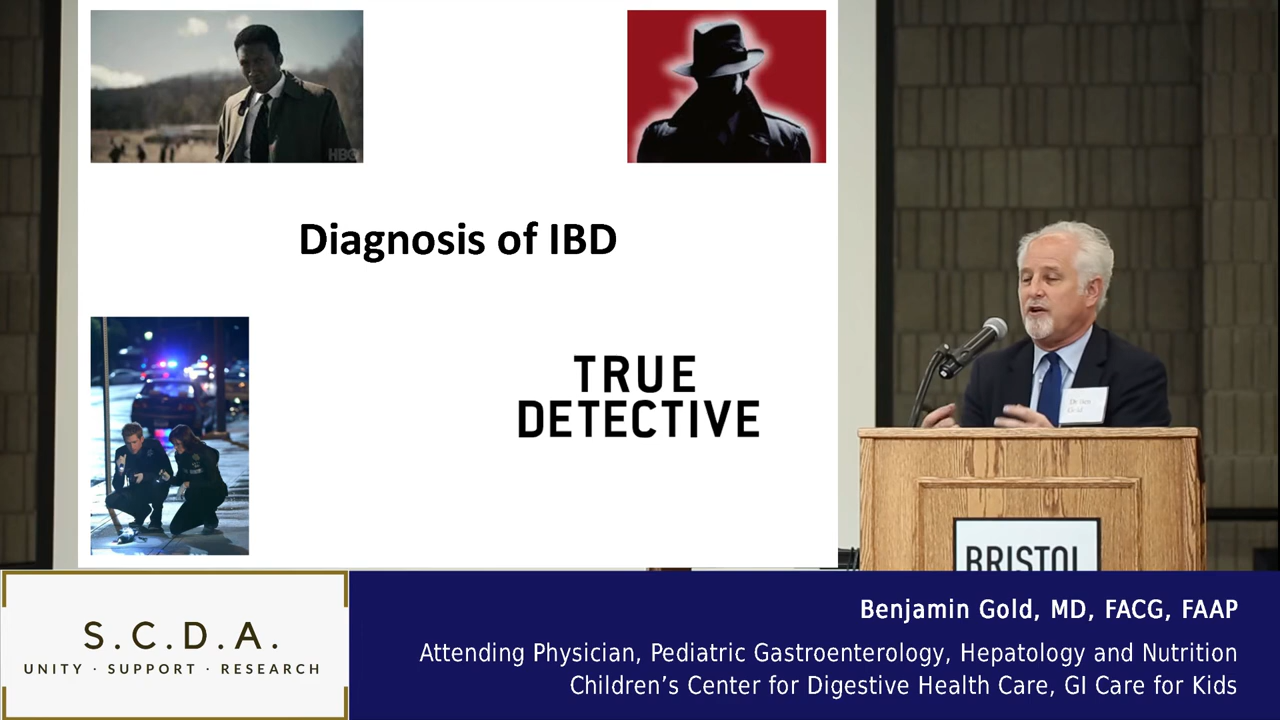 HBO
Diagnosis of IBD
TRUE
DETECTIVE
BRISTOL
S.C.D.A.
UNITY · SUPPORT · RESEARCH
Benjamin Gold, MD, FACG, FAAP
Attending Physician, Pediatric Gastroenterology, Hepatology and Nutrition
Children's Center for Digestive Health Care, GI Care for Kids